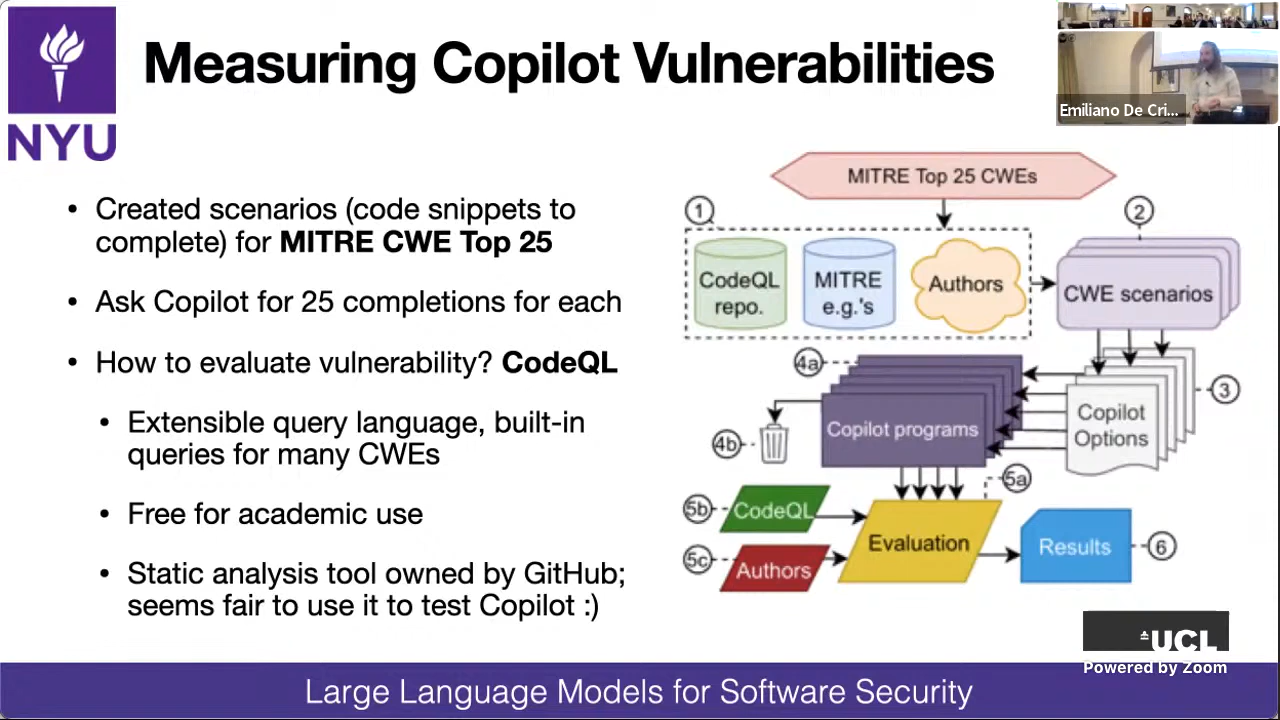 NYU
Measuring Copilot Vulnerabilities
Emiliano De Cri...
• Created scenarios (code snippets to
complete) for MITRE CWE Top 25
• Ask Copilot for 25 completions for each
• How to evaluate vulnerability? CodeQL
• Extensible query language, built-in
queries for many CWEs
• Free for academic use
• Static analysis tool owned by GitHub;
seems fair to use it to test Copilot :)
MITRE Top 25 CWEs
1
2
CodeQL
repo.
MITRE
e.g.'s
Authors
CWE scenarios
4a
3
Copilot programs
Copilot
Options
4b
5a
5b
CodeQL
Evaluation
Results
6
5c
Authors
UCL
Powered by Zoom
Large Language Models for Software Security